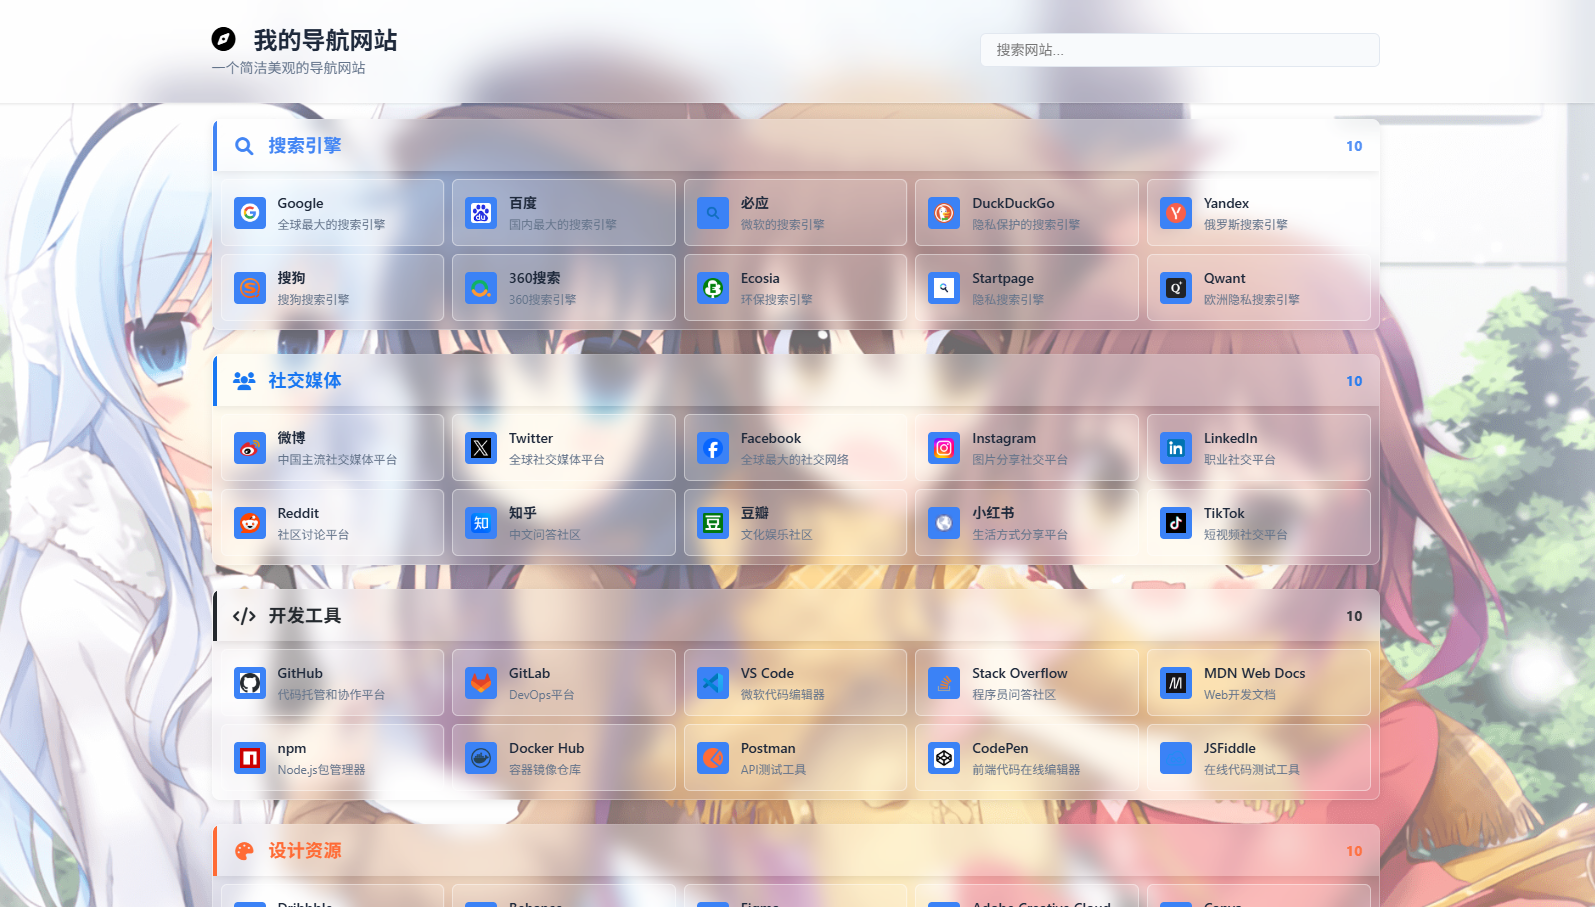 我的导航网站
一个简洁美观的导航网站
搜索网站...
搜索引擎
10
Google
全球最大的搜索引擎
百度
国内最大的搜索引擎
必应
微软的搜索引擎
DuckDuckGo
隐私保护的搜索引擎
Yandex
俄罗斯搜索引擎
搜狗
搜狗搜索引擎
360搜索
360搜索引擎
Ecosia
环保搜索引擎
Startpage
隐私搜索引擎
Qwant
欧洲隐私搜索引擎
社交媒体
10
微博
中国主流社交媒体平台
Twitter
全球社交媒体平台
Facebook
全球最大的社交网络
Instagram
图片分享社交平台
LinkedIn
职业社交平台
Reddit
社区讨论平台
知乎
中文问答社区
豆瓣
文化娱乐社区
小红书
生活方式分享平台
TikTok
短视频社交平台
开发工具
10
GitHub
代码托管和协作平台
GitLab
DevOps平台
VS Code
微软代码编辑器
Stack Overflow
程序员问答社区
MDN Web Docs
Web开发文档
npm
Node.js包管理器
Docker Hub
容器镜像仓库
Postman
API测试工具
CodePen
前端代码在线编辑器
JSFiddle
在线代码测试工具
设计资源
10
Dribbble
Behance
Figma
Adobe Creative Cloud
Canva